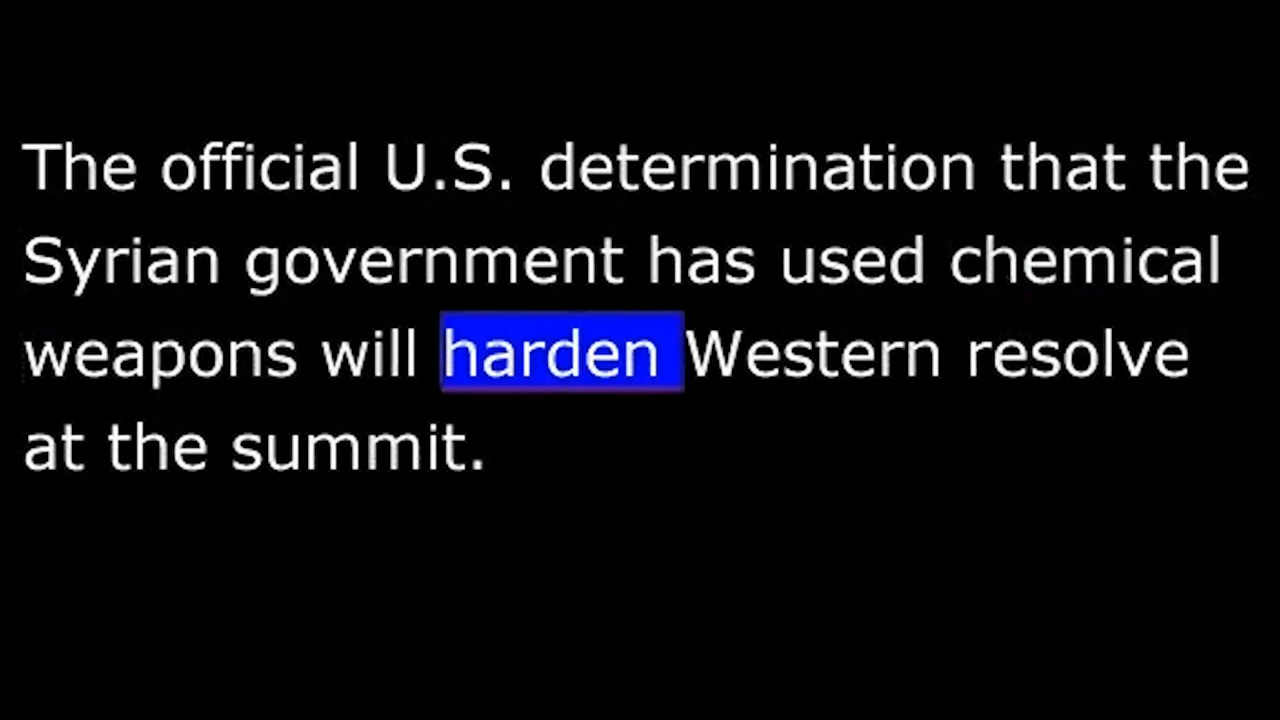 The official U.S. determination that the
Syrian government has used chemical
weapons will harden Western resolve
at the summit.